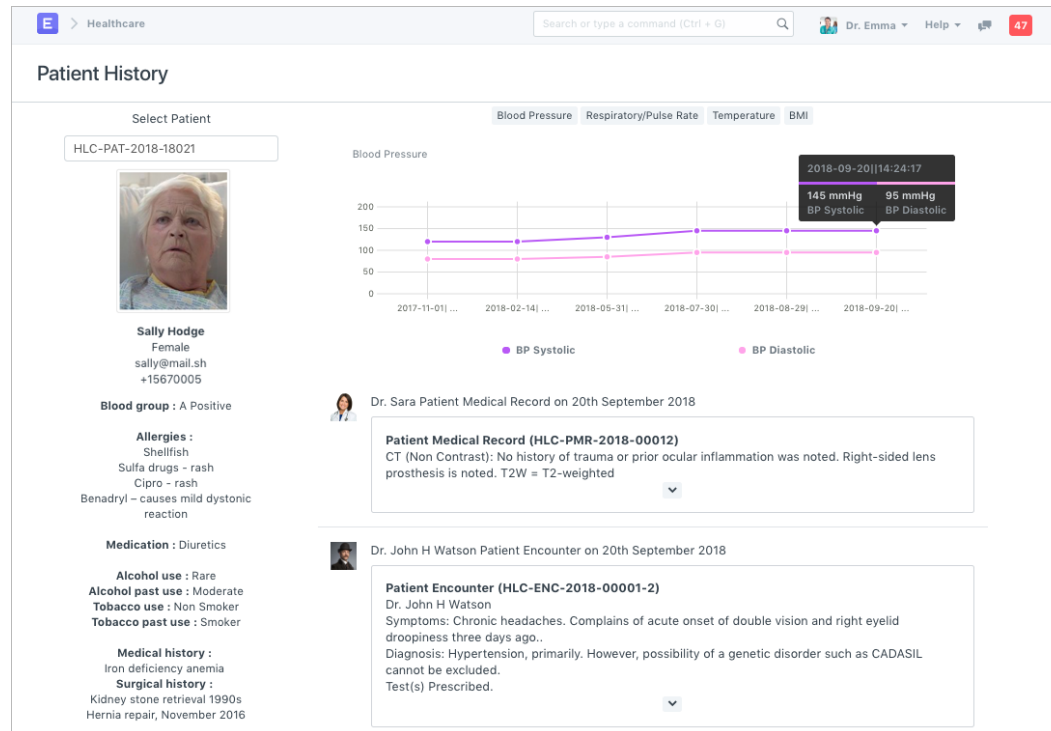 E
Healthcare
Search or type a command (Ctrl + G)
Dr. Emma
Help
47
Patient History
Select Patient
HLC-PAT-2018-18021
Sally Hodge
Female
sally@mail.sh
+15670005
Blood group : A Positive
Allergies :
Shellfish
Sulfa drugs - rash
Cipro - rash
Benadryl – causes mild dystonic
reaction
Medication : Diuretics
Alcohol use : Rare
Alcohol past use : Moderate
Tobacco use : Non Smoker
Tobacco past use : Smoker
Medical history :
Iron deficiency anemia
Surgical history :
Kidney stone retrieval 1990s
Hernia repair, November 2016
Blood Pressure Respiratory/Pulse Rate Temperature BMI
Blood Pressure
2018-09-20||14:24:17
145 mmHg 95 mmHg
BP Systolic BP Diastolic
200
150
100
50
0
2017-11-01| ... 2018-02-14| ... 2018-05-31| ... 2018-07-30| ... 2018-08-29| ... 2018-09-20| ...
BP Systolic BP Diastolic
Dr. Sara Patient Medical Record on 20th September 2018
Patient Medical Record (HLC-PMR-2018-00012)
CT (Non Contrast): No history of trauma or prior ocular inflammation was noted. Right-sided lens
prosthesis is noted. T2W = T2-weighted
Dr. John H Watson Patient Encounter on 20th September 2018
Patient Encounter (HLC-ENC-2018-00001-2)
Dr. John H Watson
Symptoms: Chronic headaches. Complains of acute onset of double vision and right eyelid
droopiness three days ago..
Diagnosis: Hypertension, primarily. However, possibility of a genetic disorder such as CADASIL
cannot be excluded.
Test(s) Prescribed.